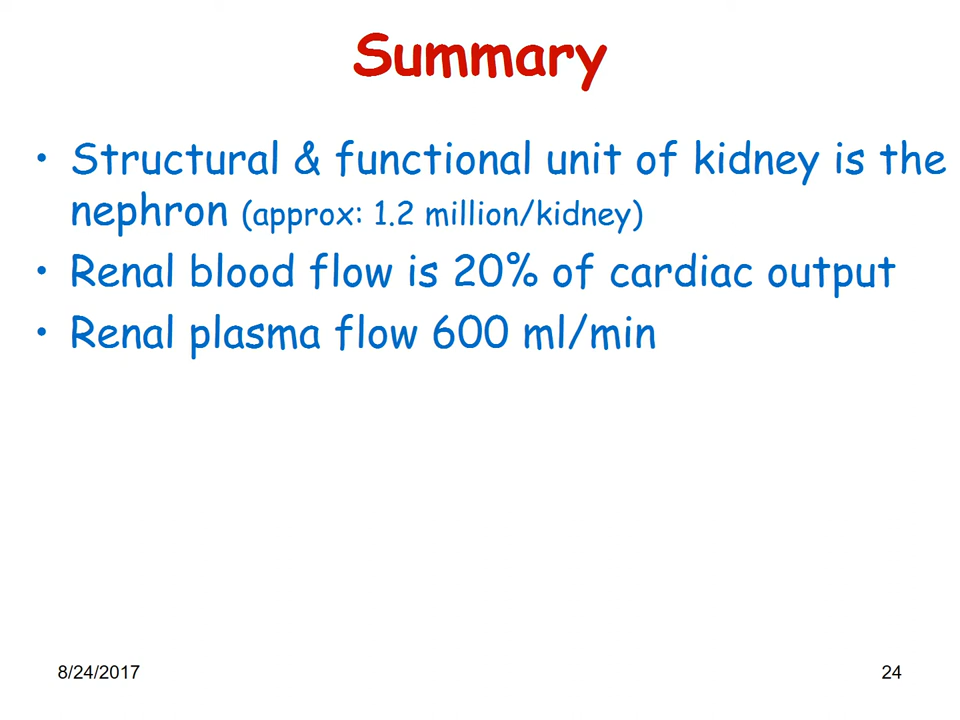 Summary
• Structural & functional unit of kidney is the
nephron (approx: 1.2 million/kidney)
• Renal blood flow is 20% of cardiac output
• Renal plasma flow 600 ml/min
8/24/2017
24